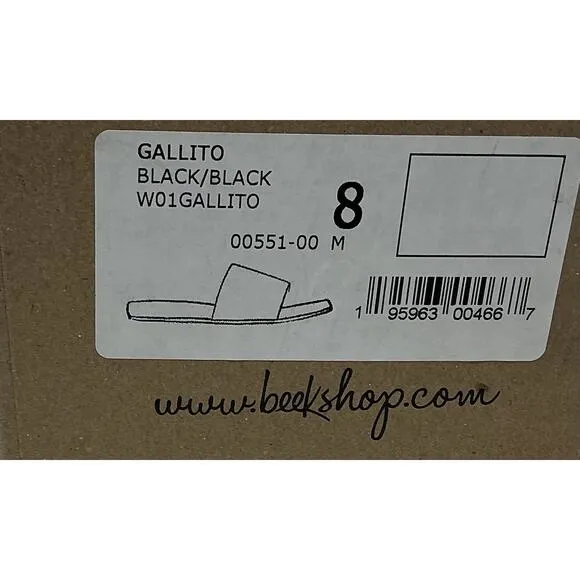 GALLITO
BLACK/BLACK
W01GALLITO
8
00551-00 M
1 95963 00466 7
www.beekshop.com